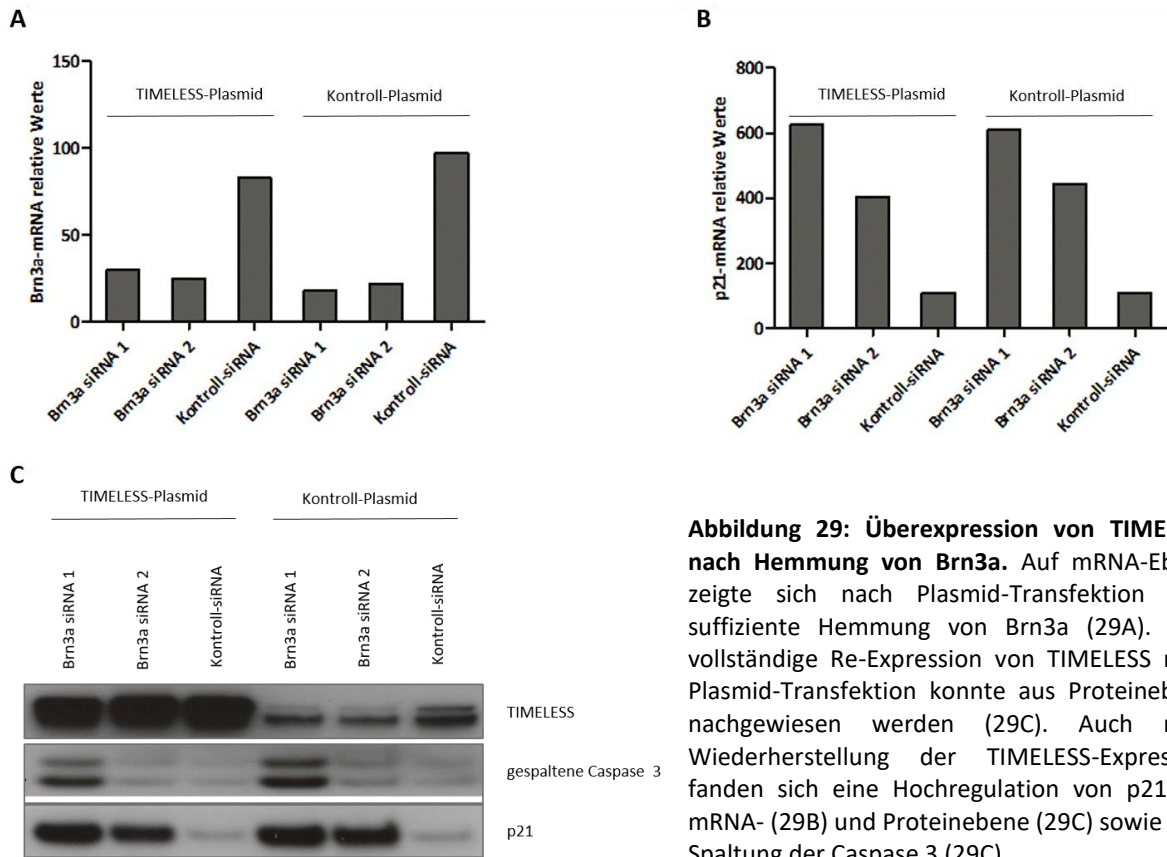 A
150
100
50
0
Brn3a-mRNA relative Werte
TIMELESS-Plasmid
Kontroll-Plasmid
Brn3a siRNA 1
Brn3a siRNA 2
Kontroll-siRNA
Brn3a siRNA 1
Brn3a siRNA 2
Kontroll-siRNA
B
800
600
400
200
0
p21-mRNA relative Werte
TIMELESS-Plasmid
Kontroll-Plasmid
Brn3a siRNA 1
Brn3a siRNA 2
Kontroll-siRNA
Brn3a siRNA 1
Brn3a siRNA 2
Kontroll-siRNA
C
TIMELESS-Plasmid
Kontroll-Plasmid
Brn3a siRNA 1
Brn3a siRNA 2
Kontroll-siRNA
Brn3a siRNA 1
Brn3a siRNA 2
Kontroll-siRNA
TIMELESS
gespaltene Caspase 3
p21
Abbildung 29: Überexpression von TIME
nach Hemmung von Brn3a. Auf mRNA-Eb
zeigte sich nach Plasmid-Transfektion
suffiziente Hemmung von Brn3a (29A).
vollständige Re-Expression von TIMELESS
Plasmid-Transfektion konnte aus Proteineb
nachgewiesen werden (29C). Auch
Wiederherstellung der TIMELESS-Expres
fanden sich eine Hochregulation von p21
mRNA- (29B) und Proteinebene (29C) sowie
Spaltung der Caspase 3 (29C).